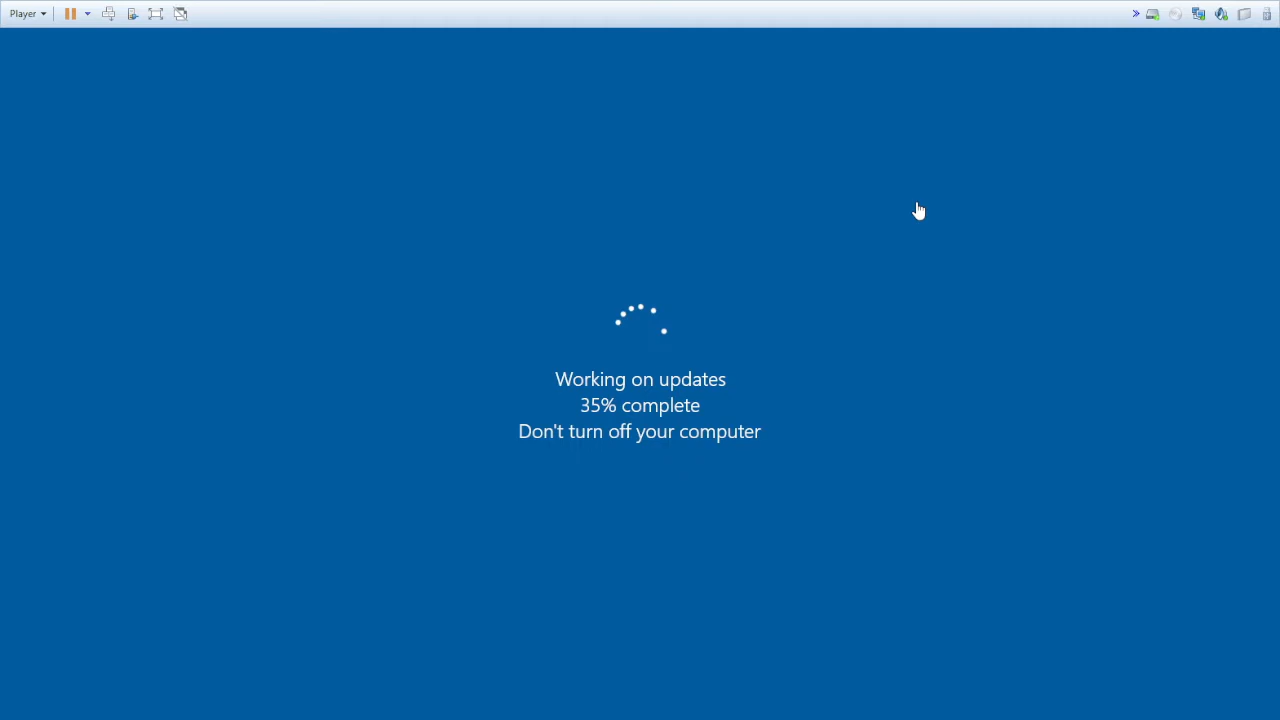 Player
Working on updates
35% complete
Don't turn off your computer